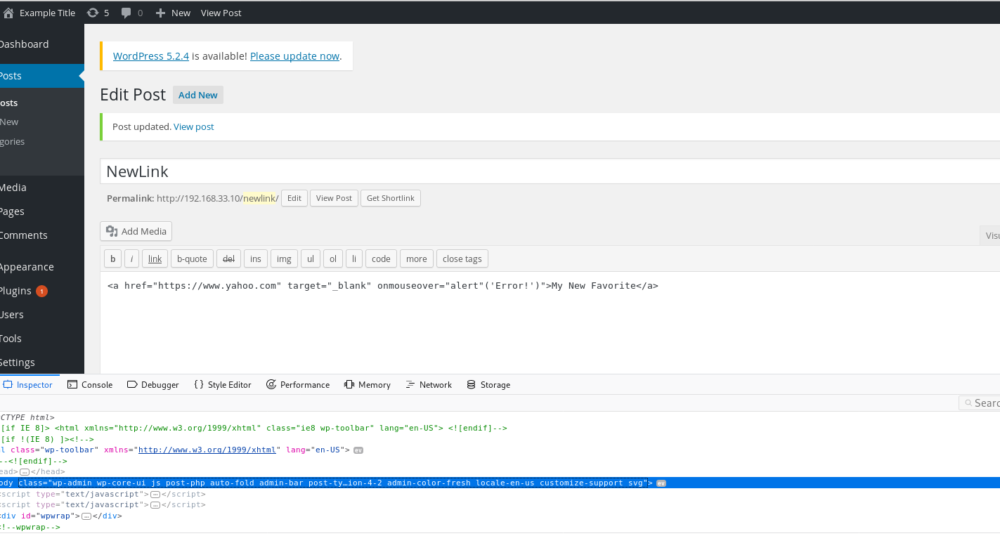 Example Title 5 0 New View Post
Dashboard
WordPress 5.2.4 is available! Please update now.
Posts
Edit Post Add New
osts
New
Post updated. View post
gories
NewLink
Media
Permalink: http://192.168.33.10/newlink/ Edit View Post Get Shortlink
Pages
Comments
Add Media Visu
b i link b-quote del ins img ul ol li code more close tags
Appearance
<a href="https://www.yahoo.com" target="_blank" onmouseover="alert"('Error!')">My New Favorite</a>
Plugins 1
Users
Tools
Settings
Inspector Console Debugger Style Editor Performance Memory Network Storage
Searc
CTYPE html>
[if IE 8]> <html xmlns="http://www.w3.org/1999/xhtml" class="ie8 wp-toolbar" lang="en-US"> <![endif]-->
[if !(IE 8) ]><!-->
l class="wp-toolbar" xmlns="http://www.w3.org/1999/xhtml" lang="en-US"> ev
--<![endif]-->
ead>…</head>
ody class="wp-admin wp-core-ui js post-php auto-fold admin-bar post-ty…ion-4-2 admin-color-fresh locale-en-us customize-support svg"> ev
<script type="text/javascript">…</script>
<script type="text/javascript">…</script>
<div id="wpwrap">…</div>
<!--wpwrap-->